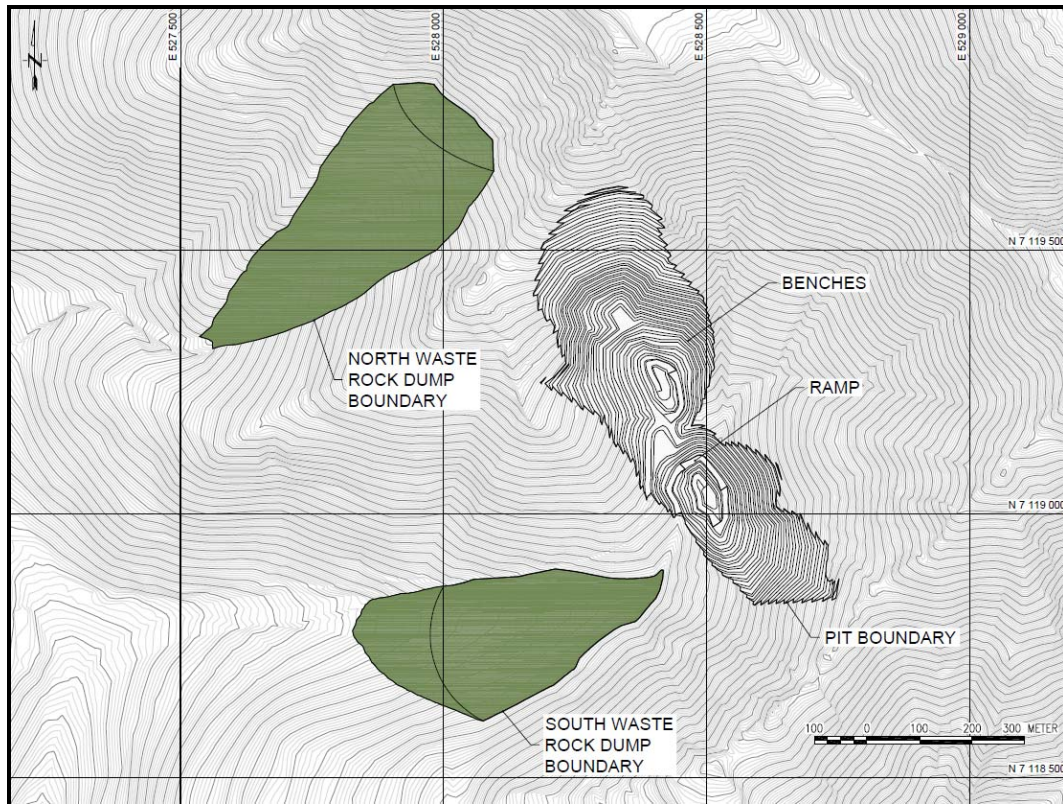 E 527 500
E 528 000
E 528 500
E 529 000
N
N 7 119 500
BENCHES
NORTH WASTE
ROCK DUMP
BOUNDARY
RAMP
N 7 119 000
PIT BOUNDARY
SOUTH WASTE
ROCK DUMP
BOUNDARY
100 0 100 200 300 METER
N 7 118 500